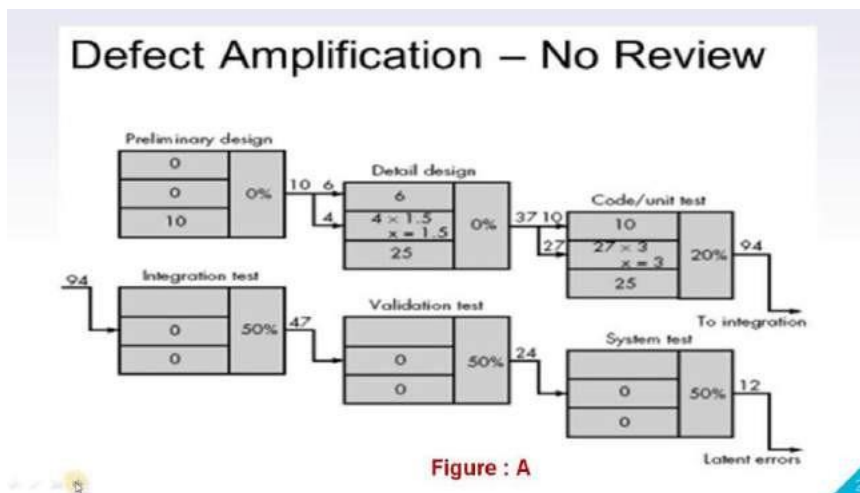 Defect Amplification – No Review
Preliminary design
0
0
10
0%
10 6
4
Detail design
6
4 × 1.5
x = 1.5
25
0%
37 10
27
Code/unit test
10
27 × 3
x = 3
25
20%
94
To integration
94
Integration test
0
0
50%
47
Validation test
0
0
50%
24
System test
0
0
50%
12
Latent errors
Figure : A